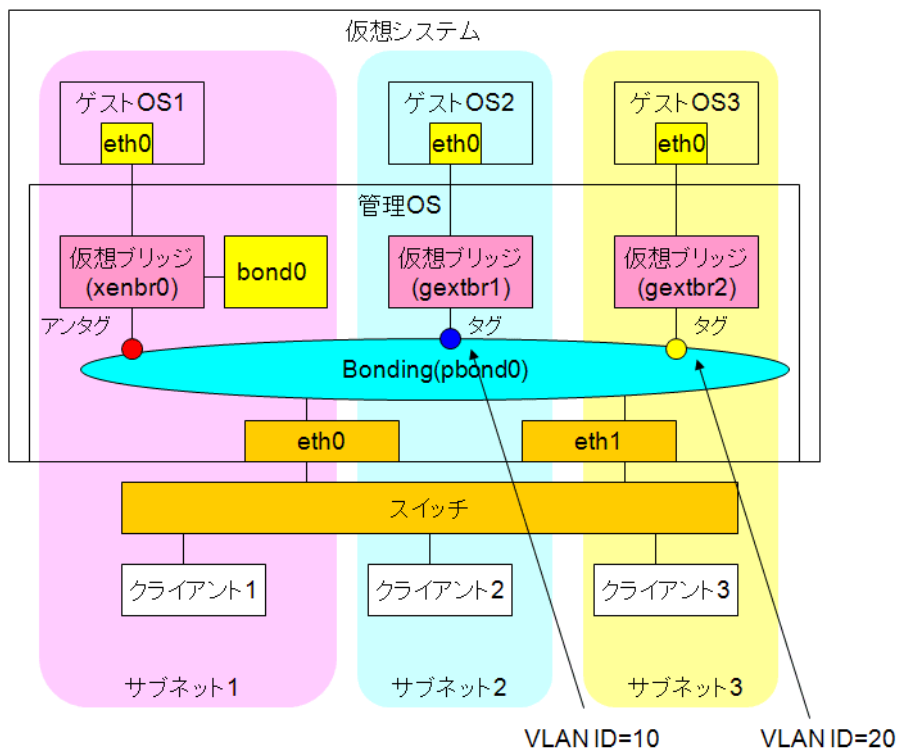 仮想システム
ゲストOS1
eth0
ゲストOS2
eth0
ゲストOS3
eth0
管理OS
仮想ブリッジ
(xenbr0)
bond0
仮想ブリッジ
(gextbr1)
仮想ブリッジ
(gextbr2)
アンタグ
タグ
タグ
Bonding(pbond0)
eth0
eth1
スイッチ
クライアント1
クライアント2
クライアント3
サブネット1
サブネット2
サブネット3
VLAN ID=10
VLAN ID=20